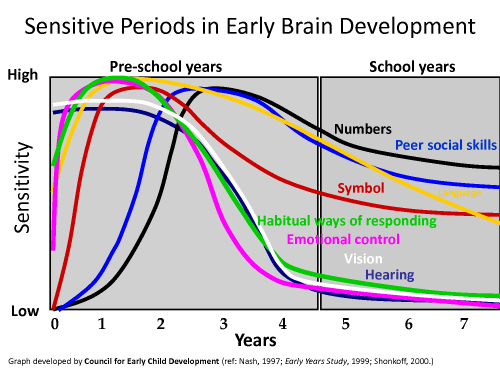 Sensitive Periods in Early Brain Development
Pre-school years
School years
High
Numbers
Peer social skills
Sensitivity
Symbol
Language
Habitual ways of responding
Emotional control
Vision
Hearing
Low
0 1 2 3 4 5 6 7
Years
Graph developed by Council for Early Child Development (ref: Nash, 1997; Early Years Study, 1999; Shonkoff, 2000.)